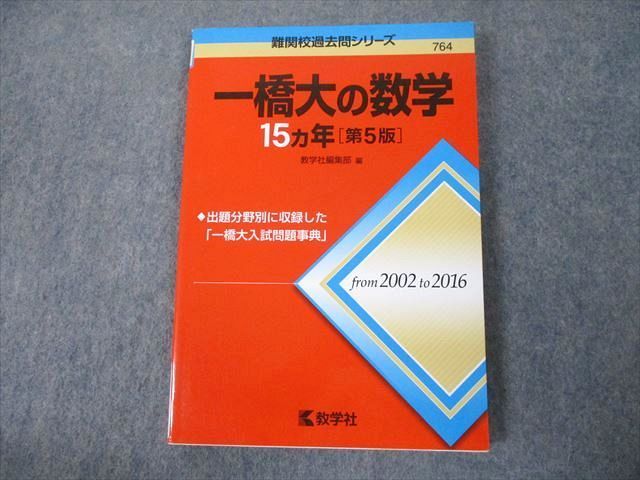 難関校過去問シリーズ
764
一橋大の数学
15ヵ年[第5版]
教学社編集部 編
◆出題分野別に収録した
「一橋大入試問題事典」
from 2002 to 2016
教学社